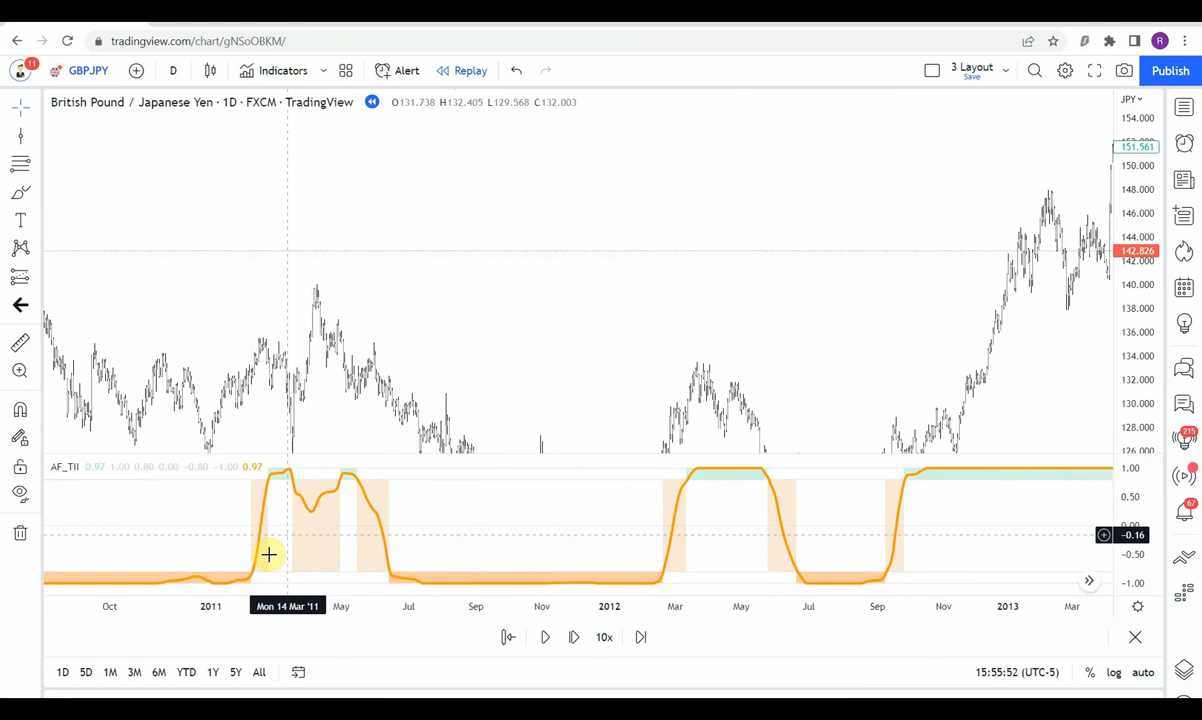 tradingview.com/chart/gNSoOBKM/
R
11
GBPJPY
D
Indicators
Alert
Replay
3 Layout
Save
Publish
British Pound / Japanese Yen · 1D · FXCM · TradingView
O131.738 H132.405 L129.568 C132.003
JPY
154.000
151.561
150.000
148.000
146.000
144.000
142.826
142.000
140.000
138.000
136.000
134.000
132.000
130.000
128.000
126.000
AF_TII 0.97 1.00 0.80 0.00 −0.80 −1.00 0.97
1.00
0.50
0.00
−0.16
−0.50
−1.00
215
67
Oct
2011
Mon 14 Mar '11
May
Jul
Sep
Nov
2012
Mar
May
Jul
Sep
Nov
2013
Mar
10x
1D 5D 1M 3M 6M YTD 1Y 5Y All
15:55:52 (UTC-5)
% log auto